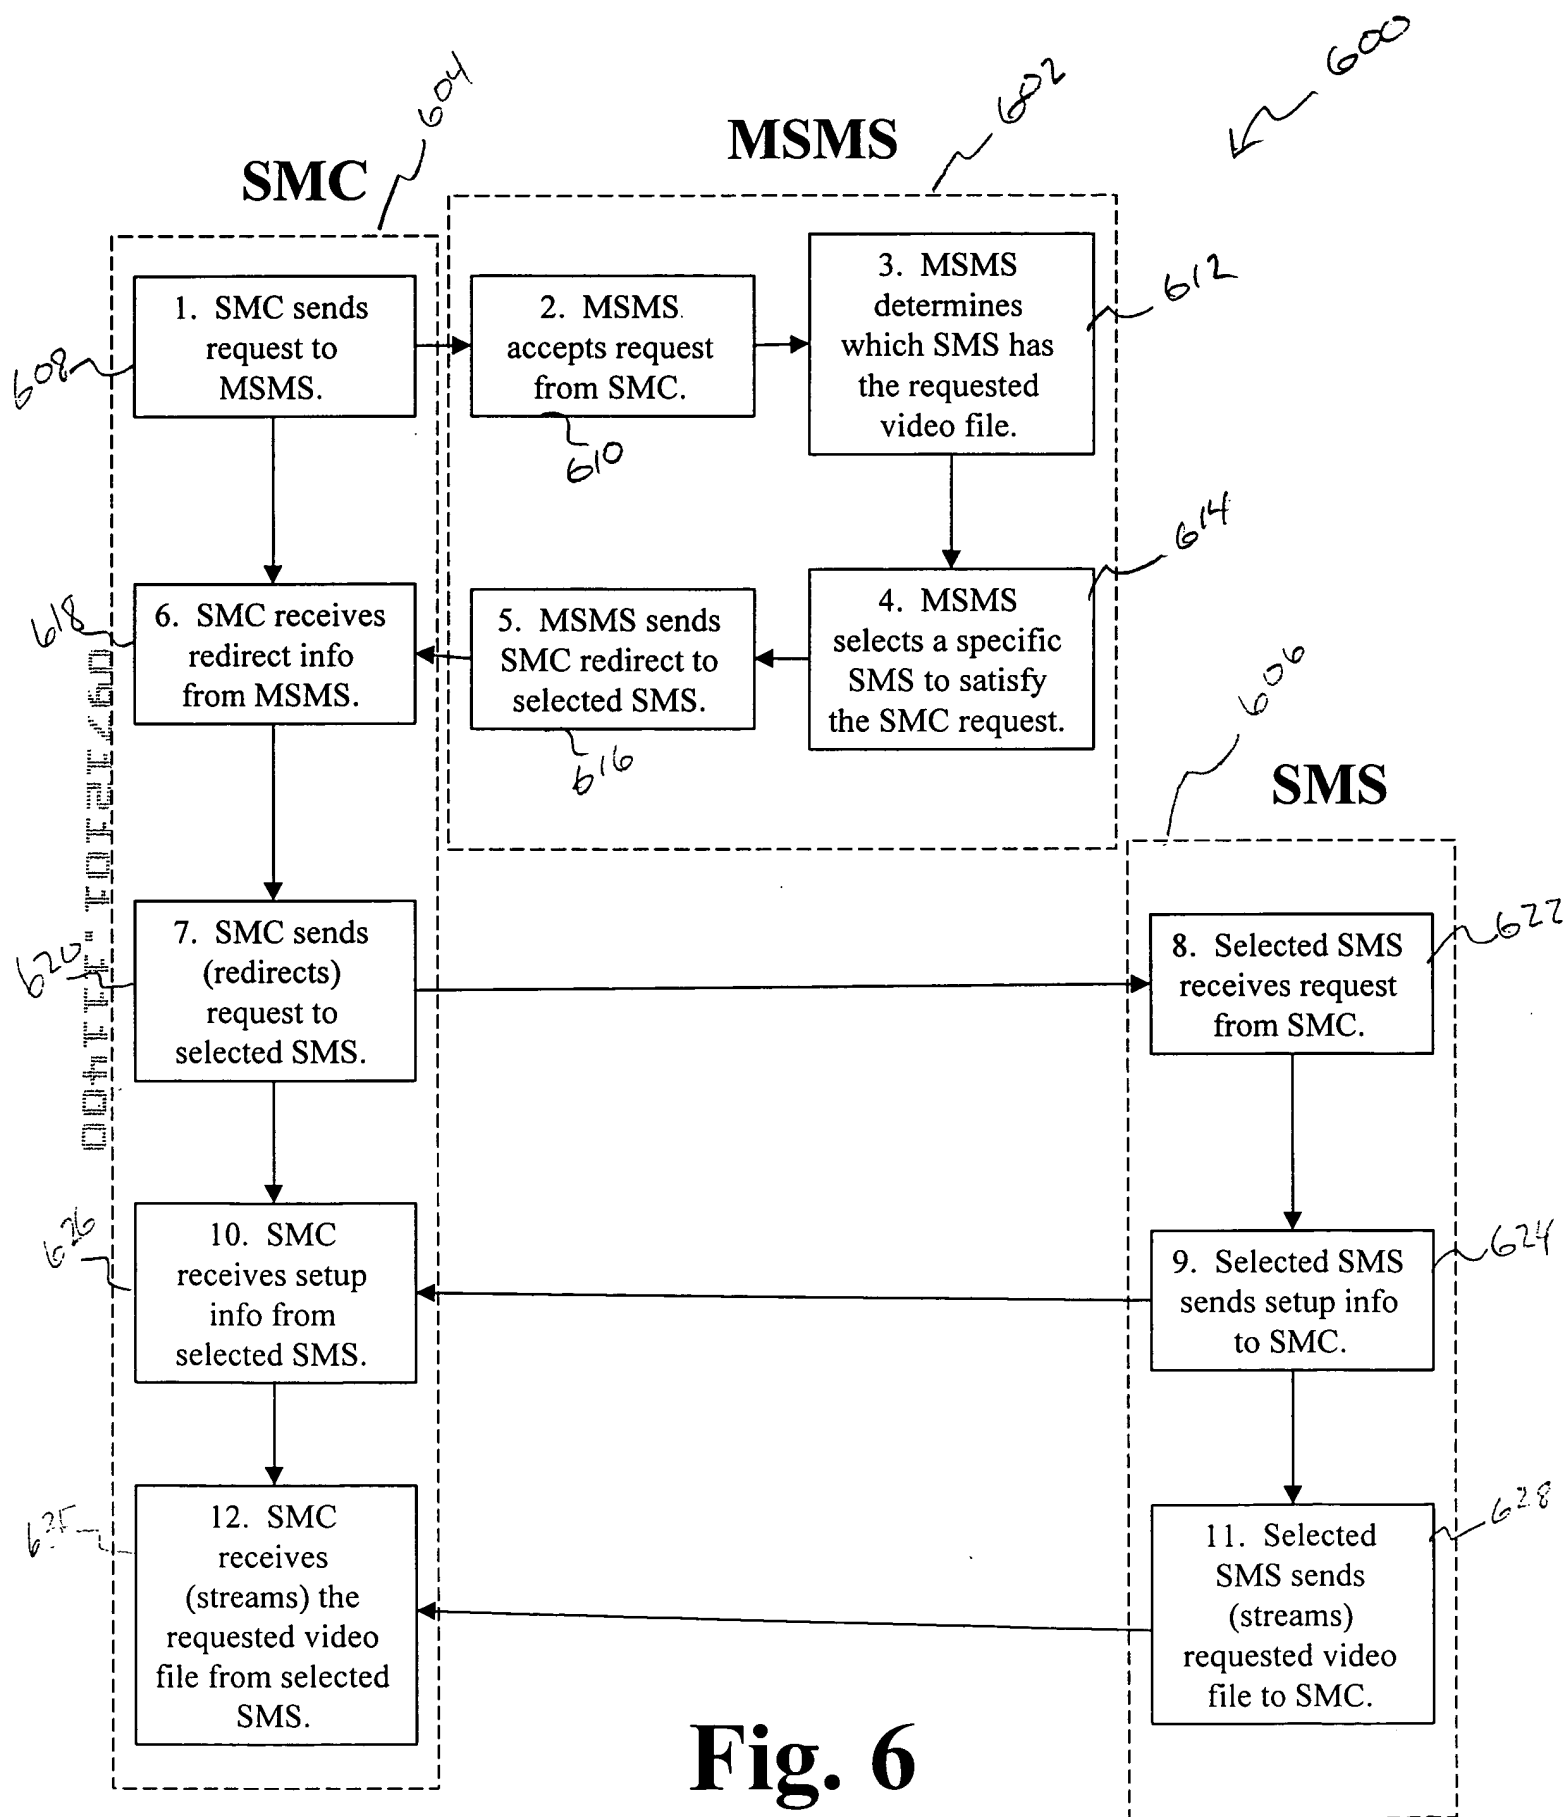 600
604
602
MSMS
SMC
1. SMC sends
request to
MSMS.
608
2. MSMS
accepts request
from SMC.
610
3. MSMS
determines
which SMS has
the requested
video file.
612
4. MSMS
selects a specific
SMS to satisfy
the SMC request.
614
5. MSMS sends
SMC redirect to
selected SMS.
616
6. SMC receives
redirect info
from MSMS.
618
606
SMS
7. SMC sends
(redirects)
request to
selected SMS.
620
8. Selected SMS
receives request
from SMC.
622
9. Selected SMS
sends setup info
to SMC.
624
10. SMC
receives setup
info from
selected SMS.
626
11. Selected
SMS sends
(streams)
requested video
file to SMC.
628
12. SMC
receives
(streams) the
requested video
file from selected
SMS.
Fig. 6